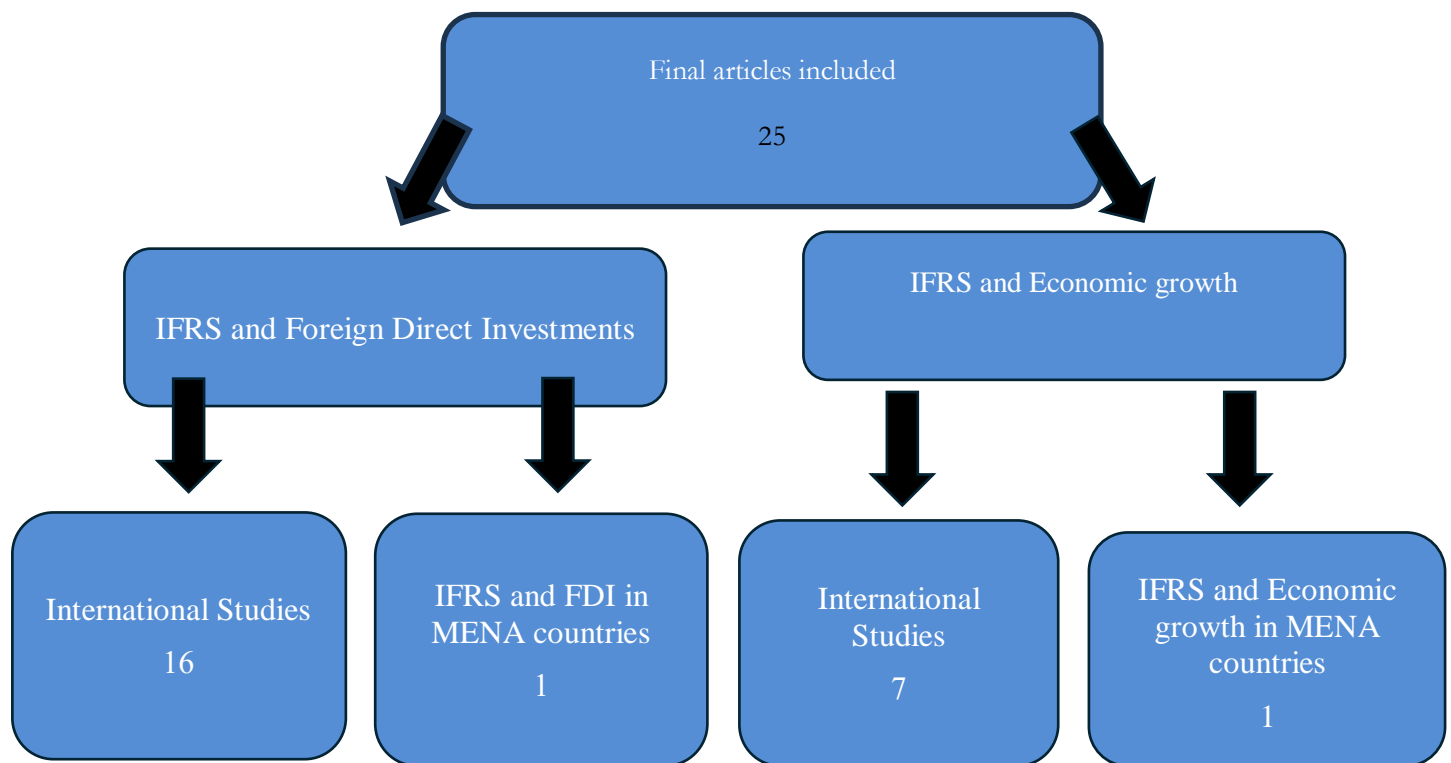 Final articles included
25
IFRS and Foreign Direct Investments
IFRS and Economic growth
International Studies
16
IFRS and FDI in
MENA countries
1
International
Studies
7
IFRS and Economic
growth in MENA
countries
1